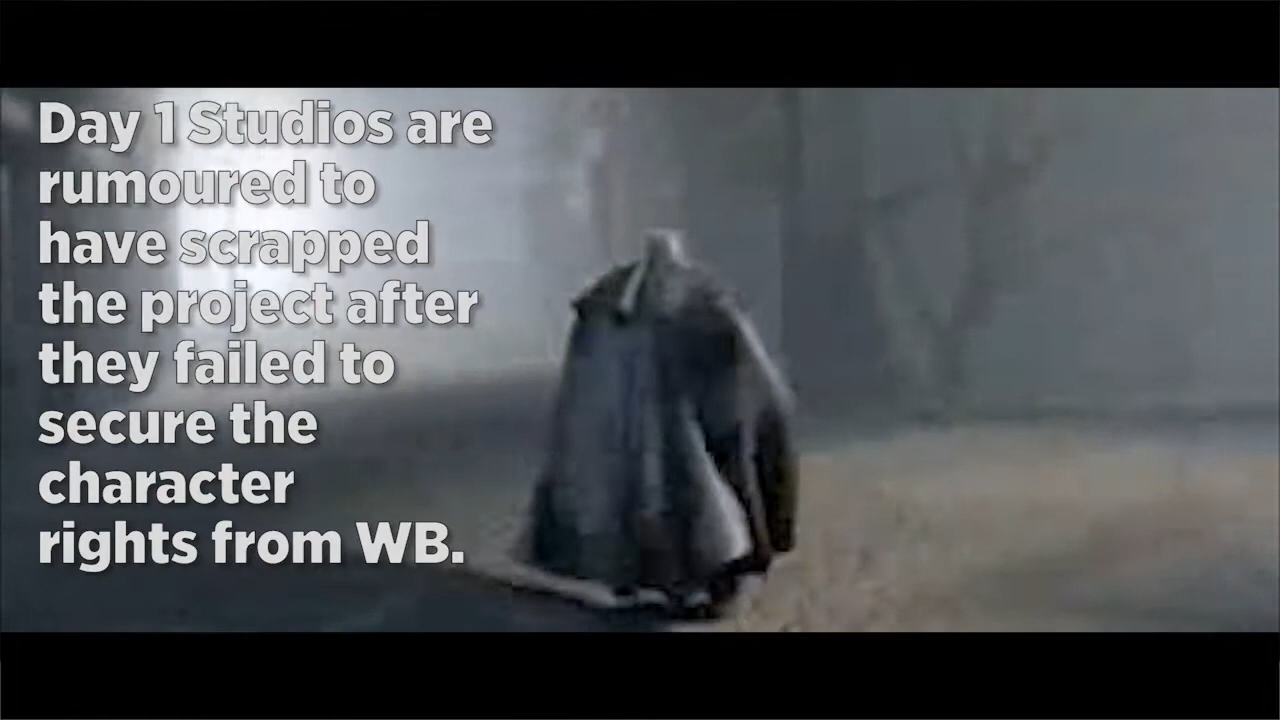 Day 1 Studios are
rumoured to
have scrapped
the project after
they failed to
secure the
character
rights from WB.